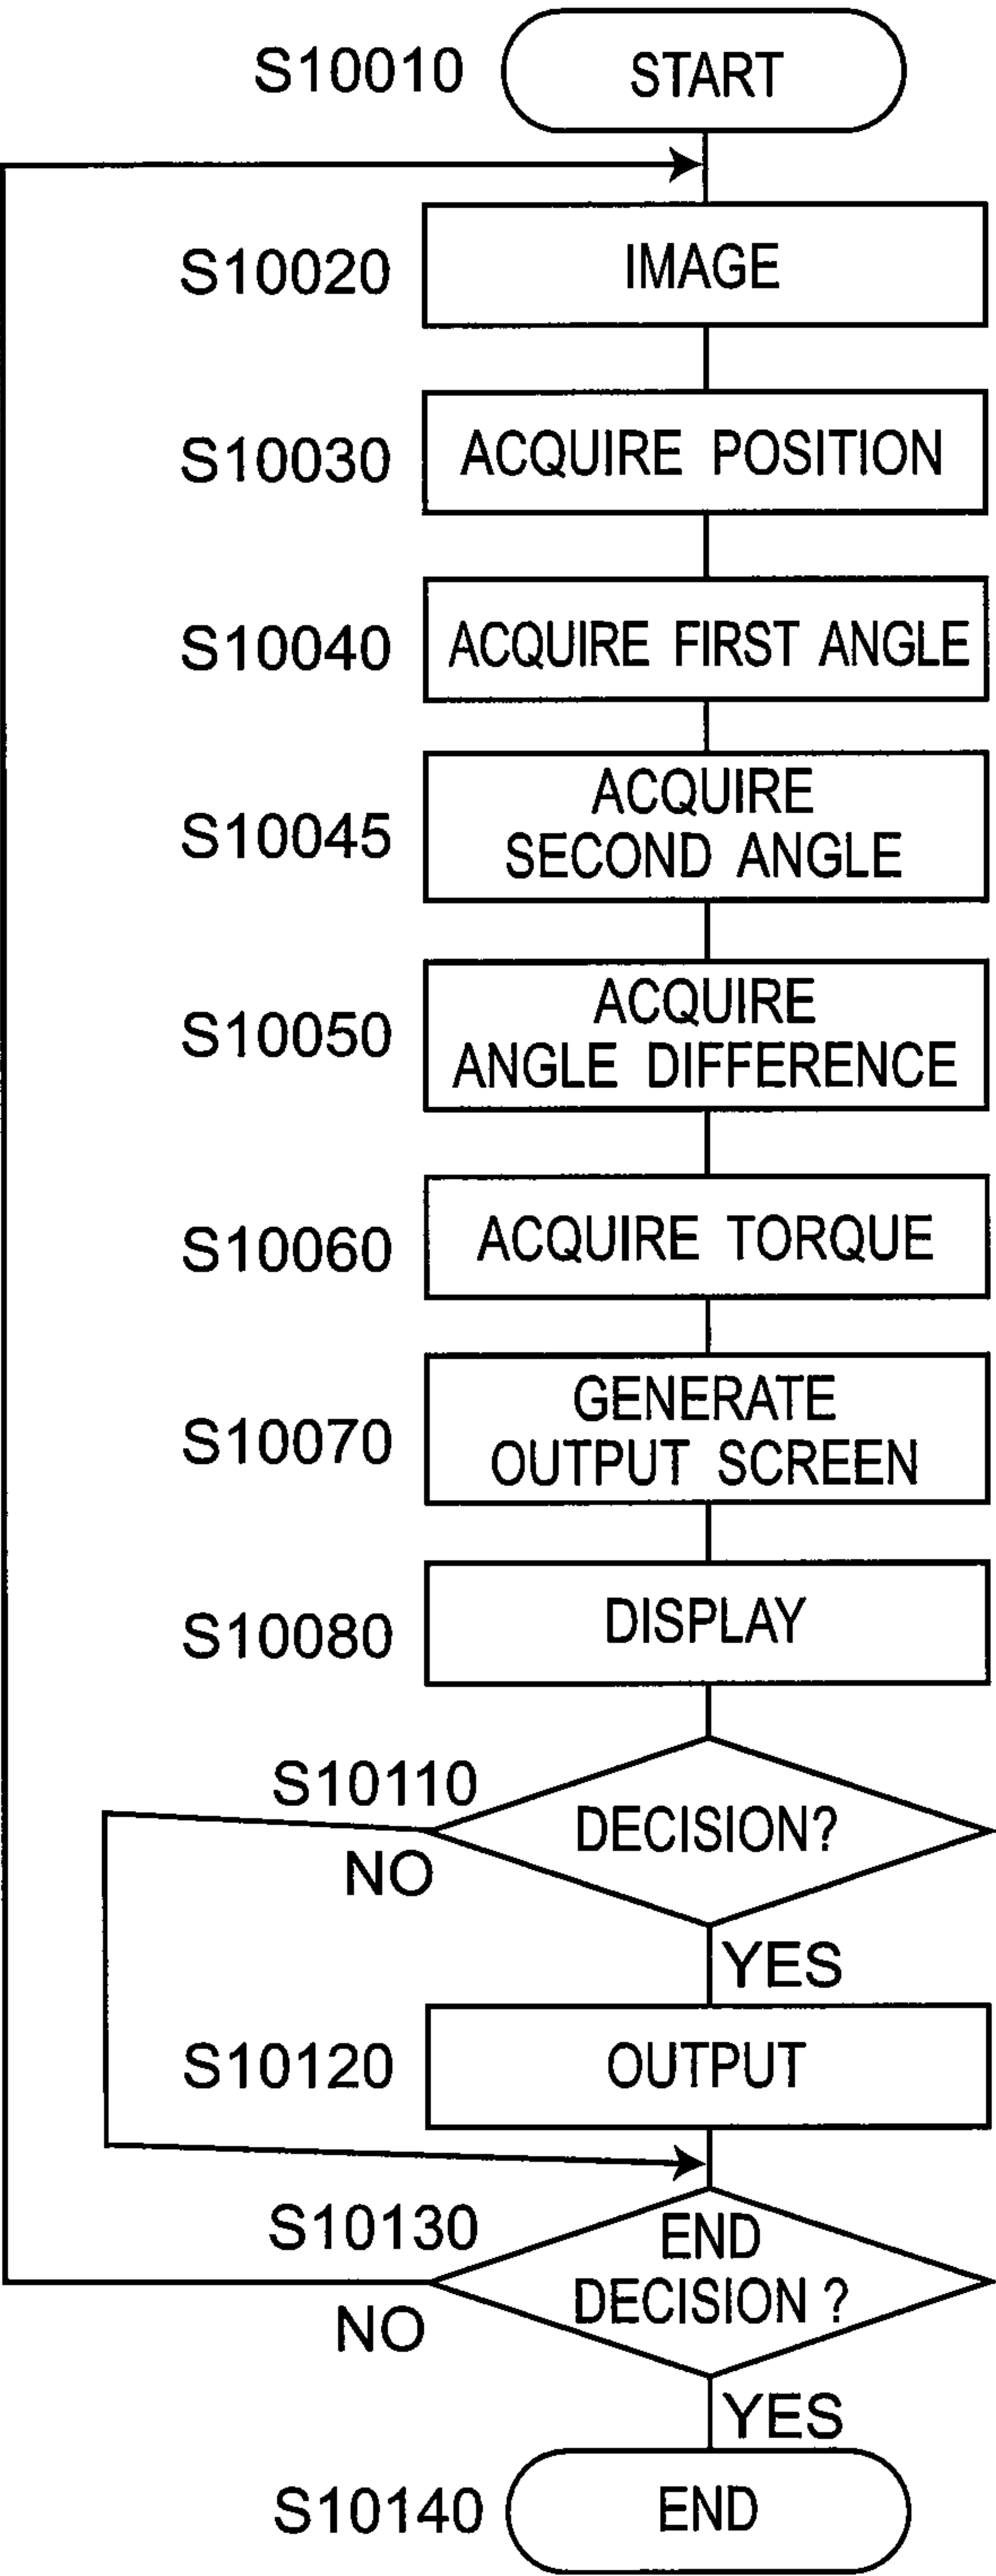 S10010
START
S10020
IMAGE
S10030
ACQUIRE POSITION
S10040
ACQUIRE FIRST ANGLE
S10045
ACQUIRE
SECOND ANGLE
S10050
ACQUIRE
ANGLE DIFFERENCE
S10060
ACQUIRE TORQUE
S10070
GENERATE
OUTPUT SCREEN
S10080
DISPLAY
S10110
DECISION?
NO
YES
S10120
OUTPUT
S10130
END
DECISION ?
NO
YES
S10140
END